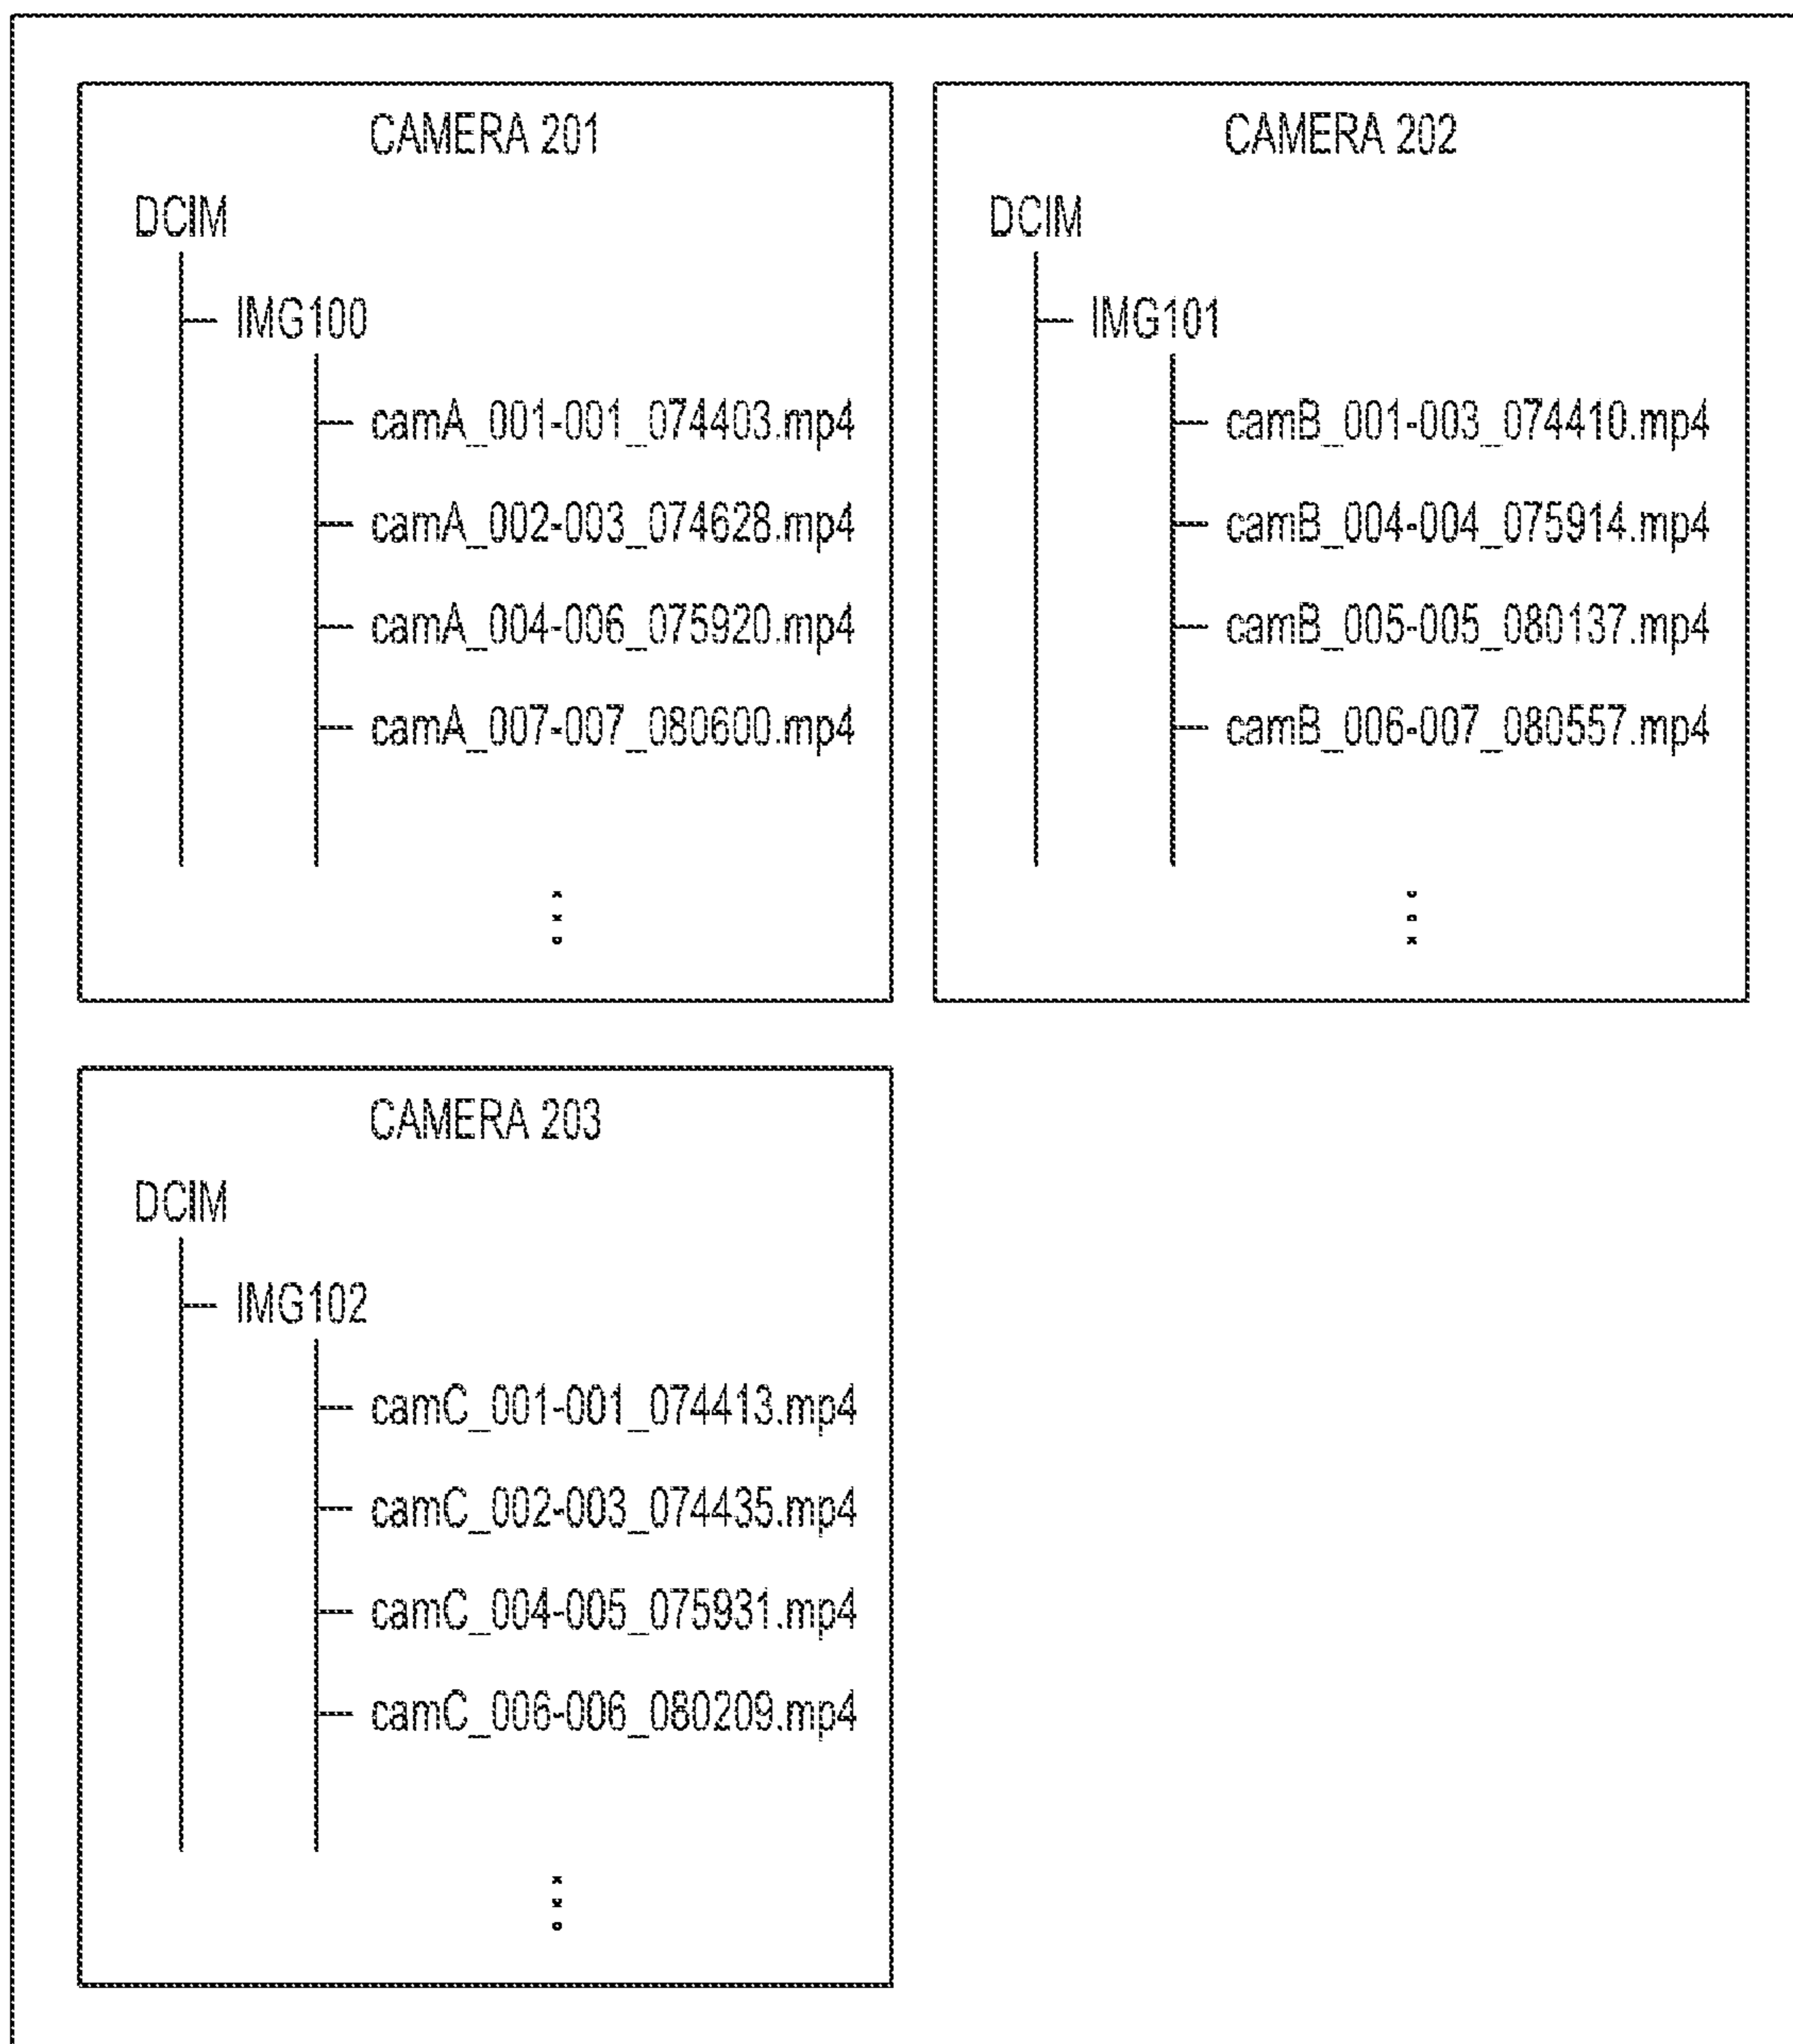 CAMERA 201
DCIM
IMG100
camA_001-001_074403.mp4
camA_002-003_074628.mp4
camA_004-006_075920.mp4
camA_007-007_080600.mp4
CAMERA 202
DCIM
IMG101
camB_001-003_074410.mp4
camB_004-004_075914.mp4
camB_005-005_080137.mp4
camB_006-007_080557.mp4
CAMERA 203
DCIM
IMG102
camC_001-001_074413.mp4
camC_002-003_074435.mp4
camC_004-005_075931.mp4
camC_006-006_080209.mp4